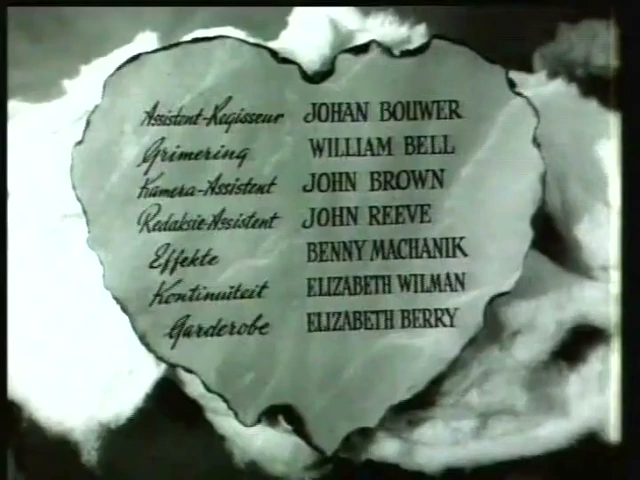 Assistent-Regisseur JOHAN BOUWER
Grimering WILLIAM BELL
Kamera-Assistent JOHN BROWN
Redaksie-Assistent JOHN REEVE
Effekte BENNY MACHANIK
Kontinuïteit ELIZABETH WILMAN
Garderobe ELIZABETH BERRY